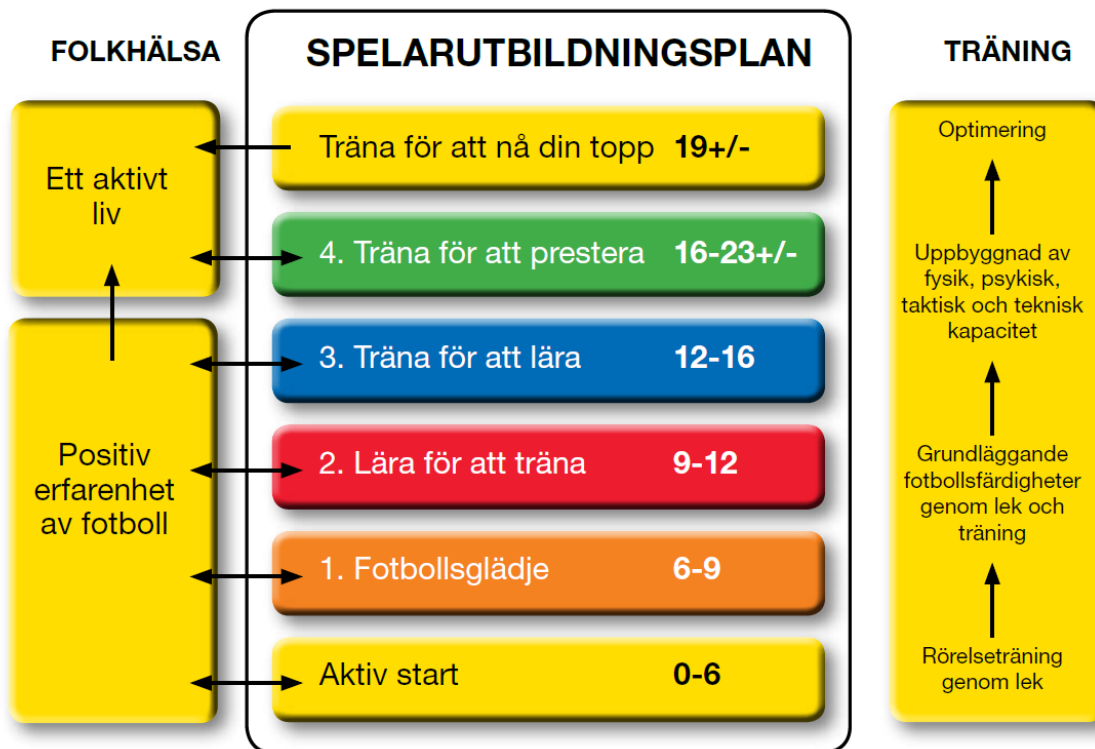 FOLKHÄLSA
Ett aktivt
liv
Positiv
erfarenhet
av fotboll
SPELARUTBILDNINGSPLAN
Träna för att nå din topp 19+/-
4. Träna för att prestera 16-23+/-
3. Träna för att lära 12-16
2. Lära för att träna 9-12
1. Fotbollsglädje 6-9
Aktiv start 0-6
TRÄNING
Optimering
Uppbyggnad av
fysik, psykisk,
taktisk och teknisk
kapacitet
Grundläggande
fotbollsfärdigheter
genom lek och
träning
Rörelseträning
genom lek